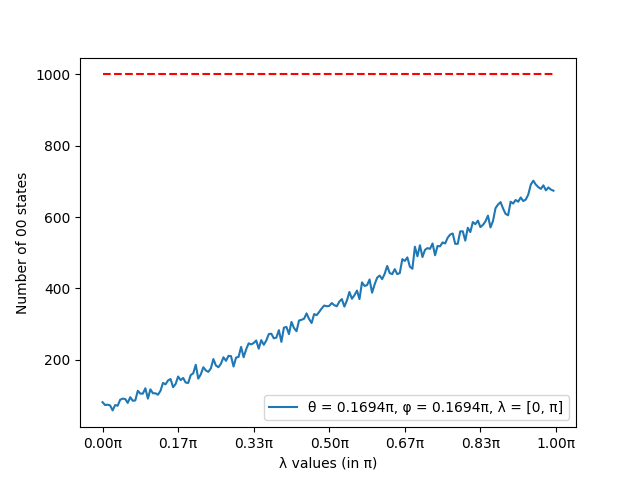 1000
800
600
400
200
Number of 00 states
θ = 0.1694π, φ = 0.1694π, λ = [0, π]
0.00π 0.17π 0.33π 0.50π 0.67π 0.83π 1.00π
λ values (in π)